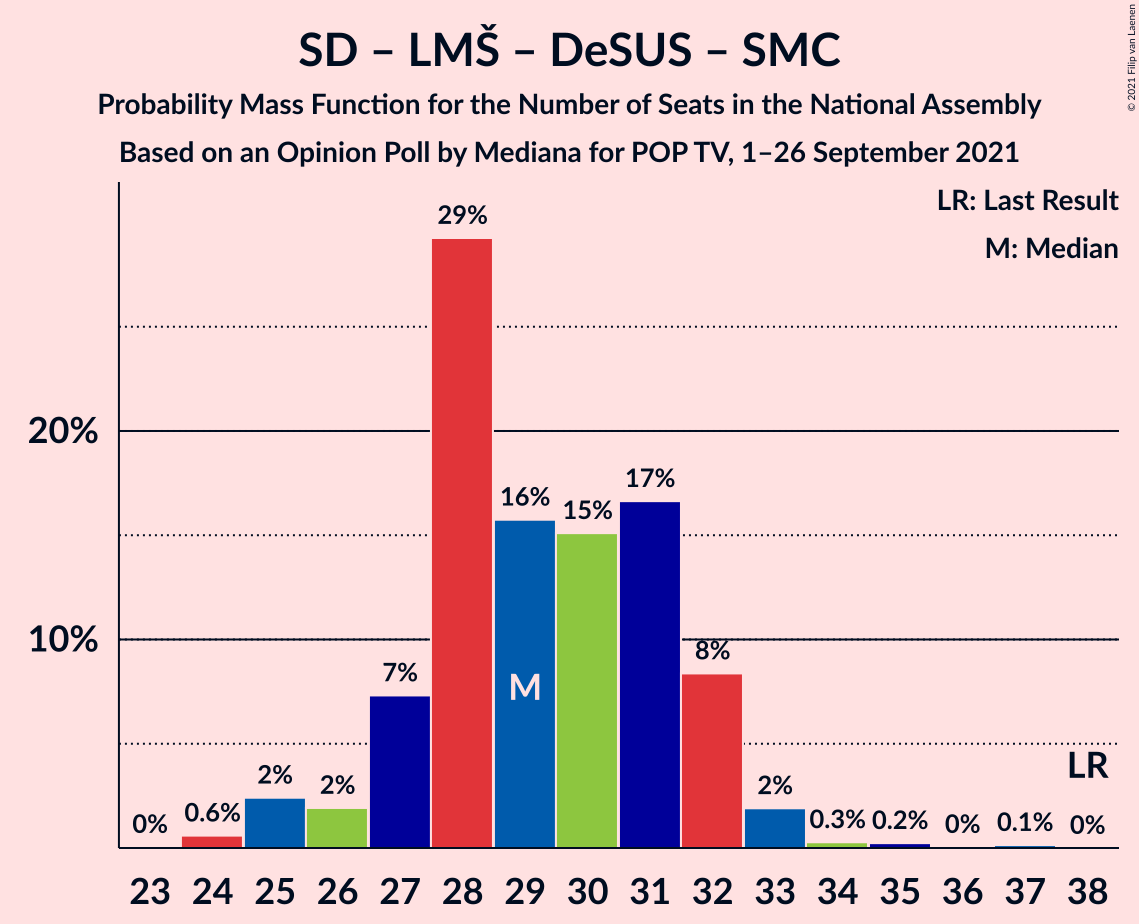 SD – LMŠ – DeSUS – SMC
Probability Mass Function for the Number of Seats in the National Assembly
Based on an Opinion Poll by Mediana for POP TV, 1–26 September 2021
© 2021 Filip van Laenen
LR: Last Result
M: Median
20%
10%
0%
0.6%
2%
2%
7%
29%
16%
15%
17%
8%
2%
0.3%
0.2%
0%
0.1%
0%
M
LR
23 24 25 26 27 28 29 30 31 32 33 34 35 36 37 38